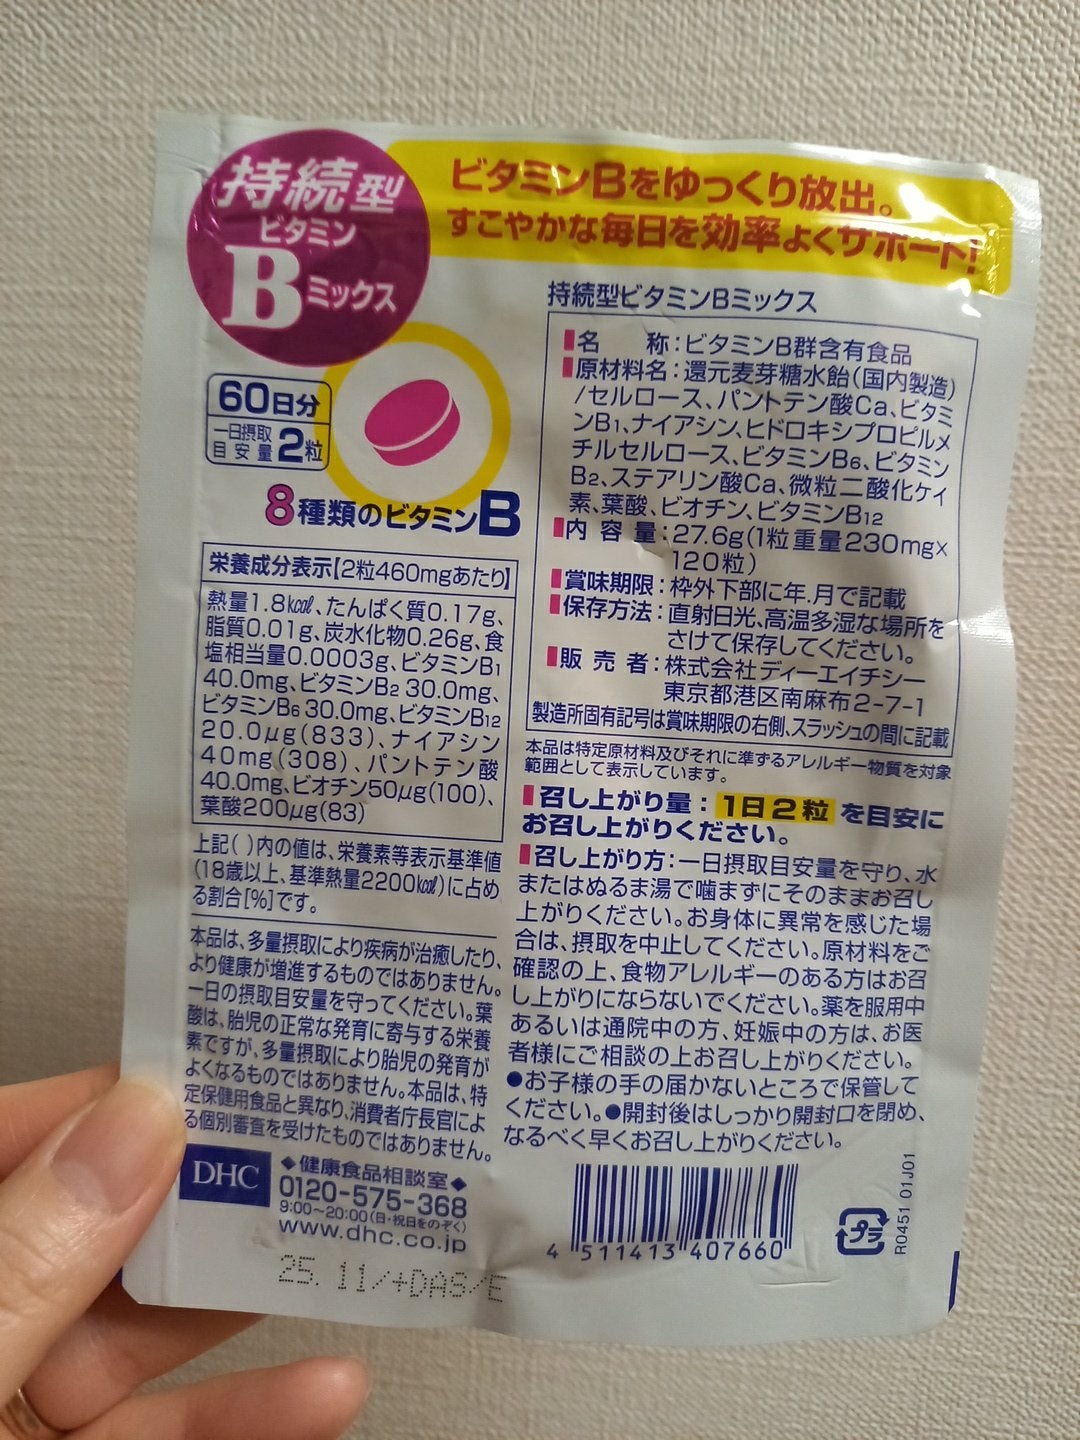 持続型
ビタミン
Bミックス
ビタミンBをゆっくり放出。
すこやかな毎日を効率よくサポート!
60日分
一日摂取
目安量 2粒
8種類のビタミンB
栄養成分表示【2粒460mgあたり】
熱量1.8kcal、たんぱく質0.17g、
脂質0.01g、炭水化物0.26g、食
塩相当量0.0003g、ビタミンB1
40.0mg、ビタミンB2 30.0mg、
ビタミンB6 30.0mg、ビタミンB12
20.0μg(833)、ナイアシン
40mg(308)、パントテン酸
40.0mg、ビオチン50μg(100)、
葉酸200μg(83)
上記( )内の値は、栄養素等表示基準値
(18歳以上、基準熱量2200kcal)に占め
る割合[%]です。
本品は、多量摂取により疾病が治癒したり、
より健康が増進するものではありません。
一日の摂取目安量を守ってください。葉
酸は、胎児の正常な発育に寄与する栄養
素ですが、多量摂取により胎児の発育が
よくなるものではありません。本品は、特
定保健用食品と異なり、消費者庁長官によ
る個別審査を受けたものではありません。
DHC
◆健康食品相談室◆
0120-575-368
9:00〜20:00(日・祝日をのぞく)
www.dhc.co.jp
25. 11/+DAS/E
持続型ビタミンBミックス
名 称:ビタミンB群含有食品
原材料名:還元麦芽糖水飴(国内製造)
/セルロース、パントテン酸Ca、ビタミ
ンB1、ナイアシン、ヒドロキシプロピルメ
チルセルロース、ビタミンB6、ビタミン
B2、ステアリン酸Ca、微粒二酸化ケイ
素、葉酸、ビオチン、ビタミンB12
内容量:27.6g(1粒重量230mg×
120粒)
賞味期限:枠外下部に年.月で記載
保存方法:直射日光、高温多湿な場所を
さけて保存してください。
販売者:株式会社ディーエイチシー
東京都港区南麻布2-7-1
製造所固有記号は賞味期限の右側、スラッシュの間に記載
本品は特定原材料及びそれに準ずるアレルギー物質を対象
範囲として表示しています。
召し上がり量:1日2粒を目安に
お召し上がりください。
召し上がり方:一日摂取目安量を守り、水
またはぬるま湯で噛まずにそのままお召し
上がりください。お身体に異常を感じた場
合は、摂取を中止してください。原材料をご
確認の上、食物アレルギーのある方はお召
し上がりにならないでください。薬を服用中
あるいは通院中の方、妊娠中の方は、お医
者様にご相談の上お召し上がりください。
●お子様の手の届かないところで保管して
ください。●開封後はしっかり開封口を閉め、
なるべく早くお召し上がりください。
4 511413 407660
プラ
R0451 01J01